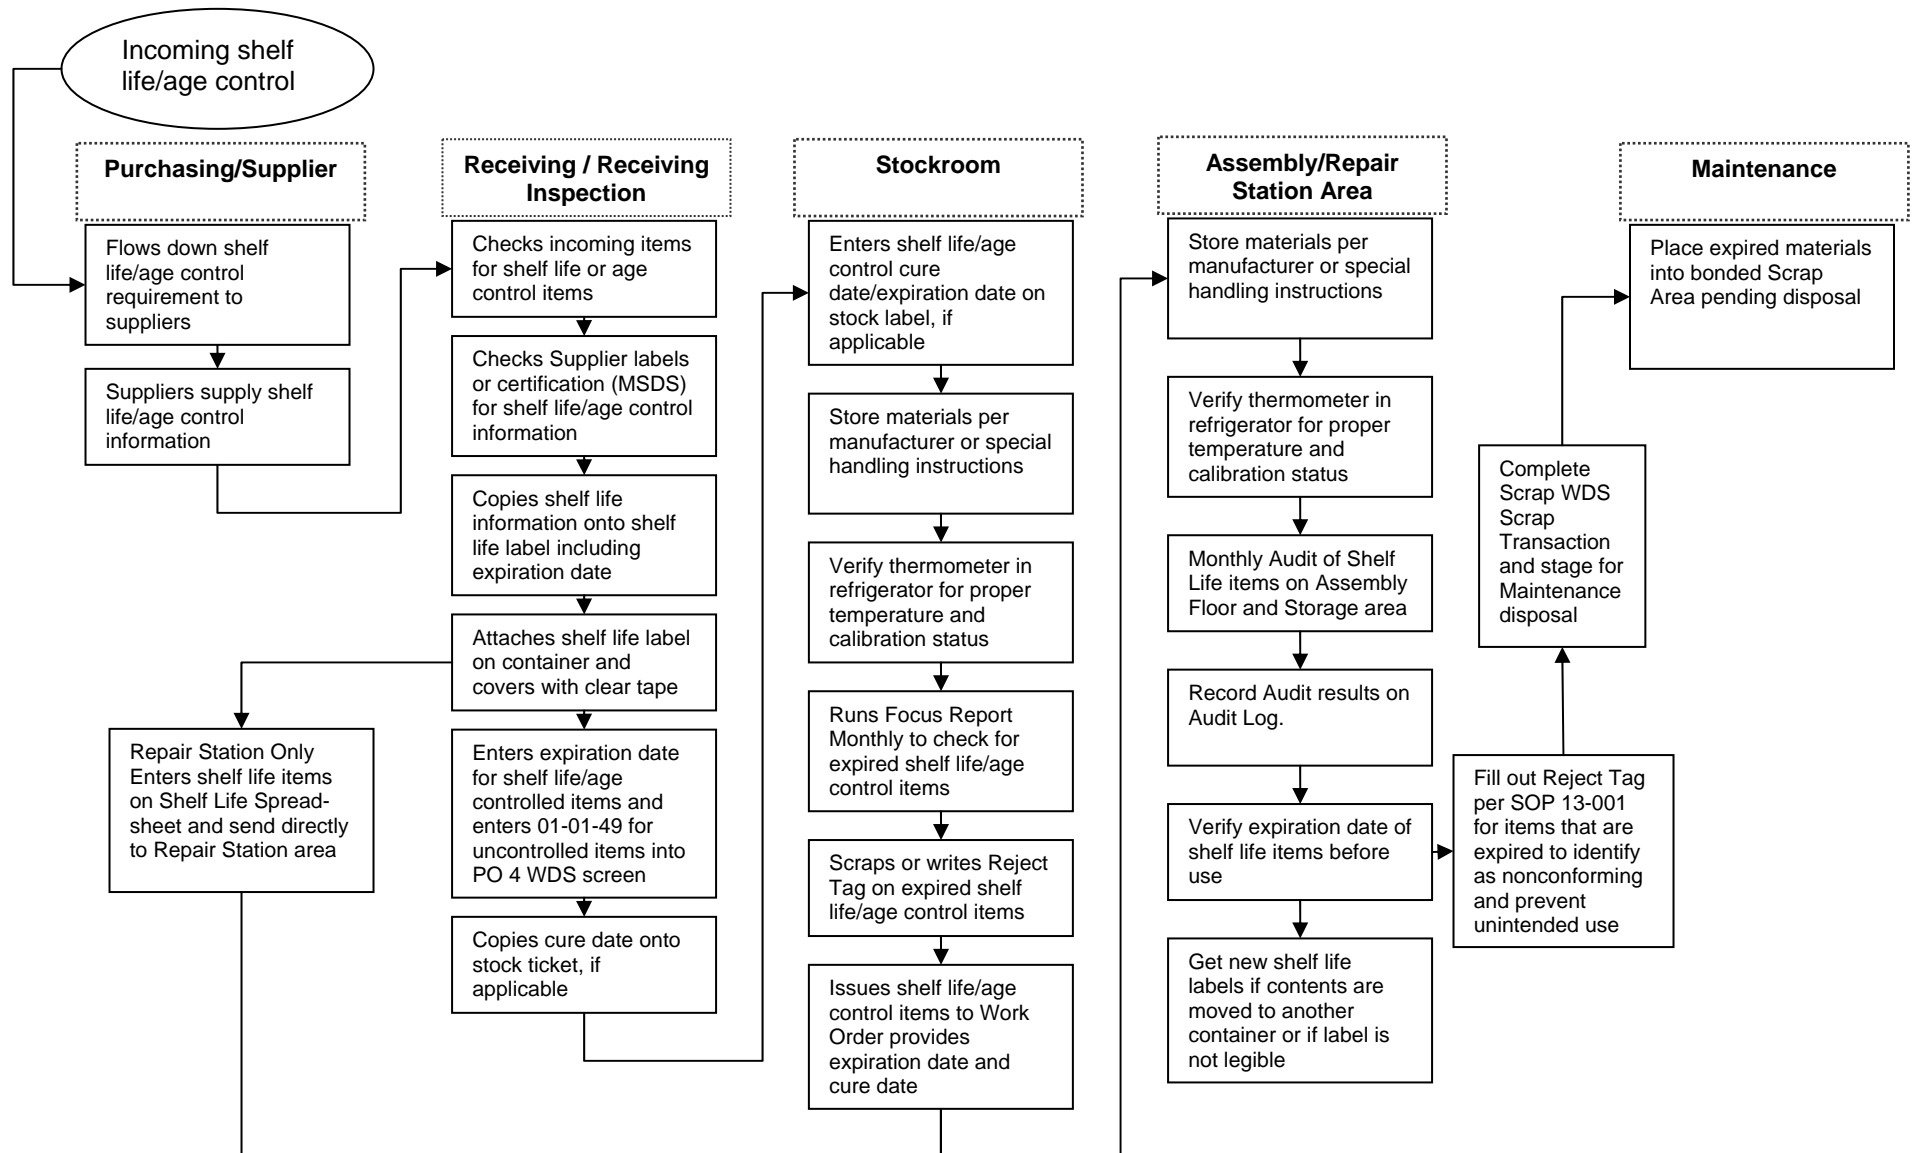 Incoming shelf
life/age control
Purchasing/Supplier
Flows down shelf
life/age control
requirement to
suppliers
Suppliers supply shelf
life/age control
information
Repair Station Only
Enters shelf life items
on Shelf Life Spread-
sheet and send directly
to Repair Station area
Receiving / Receiving
Inspection
Checks incoming items
for shelf life or age
control items
Checks Supplier labels
or certification (MSDS)
for shelf life/age control
information
Copies shelf life
information onto shelf
life label including
expiration date
Attaches shelf life label
on container and
covers with clear tape
Enters expiration date
for shelf life/age
controlled items and
enters 01-01-49 for
uncontrolled items into
PO 4 WDS screen
Copies cure date onto
stock ticket, if
applicable
Stockroom
Enters shelf life/age
control cure
date/expiration date on
stock label, if
applicable
Store materials per
manufacturer or special
handling instructions
Verify thermometer in
refrigerator for proper
temperature and
calibration status
Runs Focus Report
Monthly to check for
expired shelf life/age
control items
Scraps or writes Reject
Tag on expired shelf
life/age control items
Issues shelf life/age
control items to Work
Order provides
expiration date and
cure date
Assembly/Repair
Station Area
Store materials per
manufacturer or special
handling instructions
Verify thermometer in
refrigerator for proper
temperature and
calibration status
Monthly Audit of Shelf
Life items on Assembly
Floor and Storage area
Record Audit results on
Audit Log.
Verify expiration date of
shelf life items before
use
Get new shelf life
labels if contents are
moved to another
container or if label is
not legible
Fill out Reject Tag
per SOP 13-001
for items that are
expired to identify
as nonconforming
and prevent
unintended use
Complete
Scrap WDS
Scrap
Transaction
and stage for
Maintenance
disposal
Maintenance
Place expired materials
into bonded Scrap
Area pending disposal